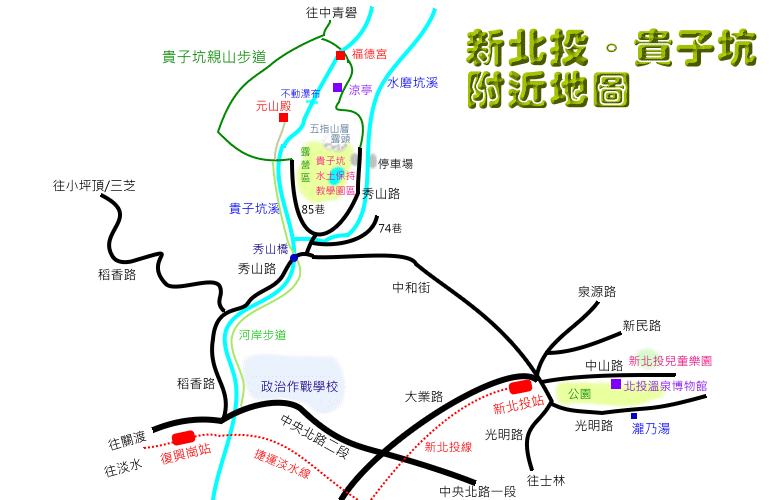 新北投。貴子坑
附近地圖
往中青礐
貴子坑親山步道
福德宮
水磨坑溪
涼亭
不動瀑布
元山殿
五指山層
露頭
露營區
貴子坑
水土保持
教學園區
停車場
往小坪頂/三芝
秀山路
貴子坑溪
85巷
74巷
秀山橋
秀山路
稻香路
中和街
泉源路
新民路
河岸步道
中山路
新北投兒童樂園
稻香路
政治作戰學校
大業路
新北投站
公園
北投溫泉博物館
光明路
瀧乃湯
光明路
往關渡
復興崗站
往淡水
中央北路二段
捷運淡水線
新北投線
往士林
中央北路一段